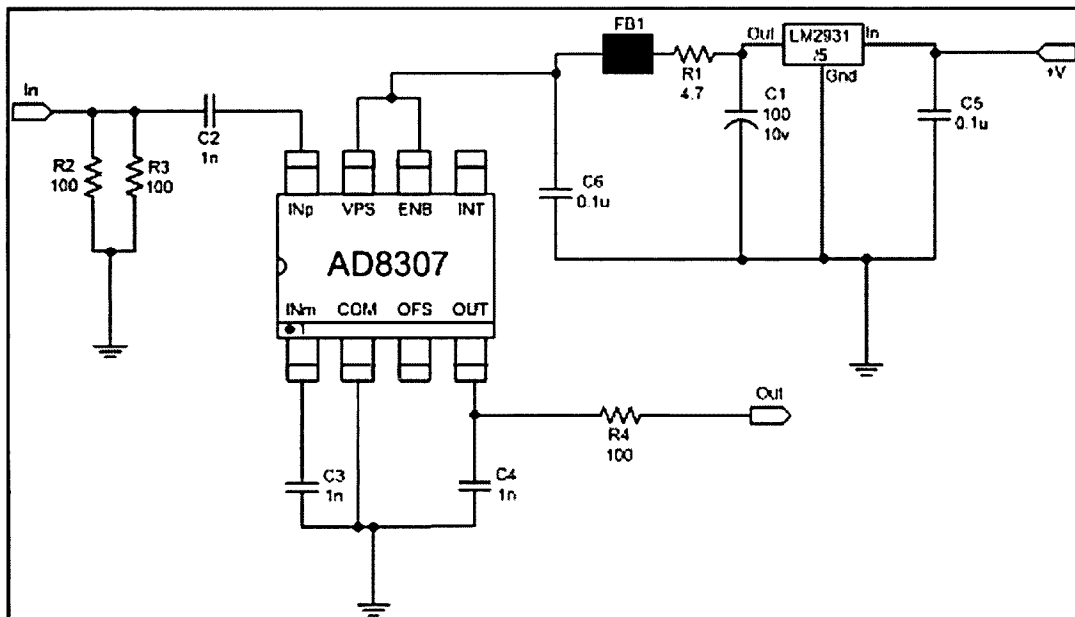 FB1
Out
LM2931
/5
In
Gnd
+V
R1
4.7
C1
100
10v
C5
0.1u
In
C2
1n
R2
100
R3
100
C6
0.1u
INp
VPS
ENB
INT
AD8307
INm
COM
OFS
OUT
1
Out
R4
100
C3
1n
C4
1n